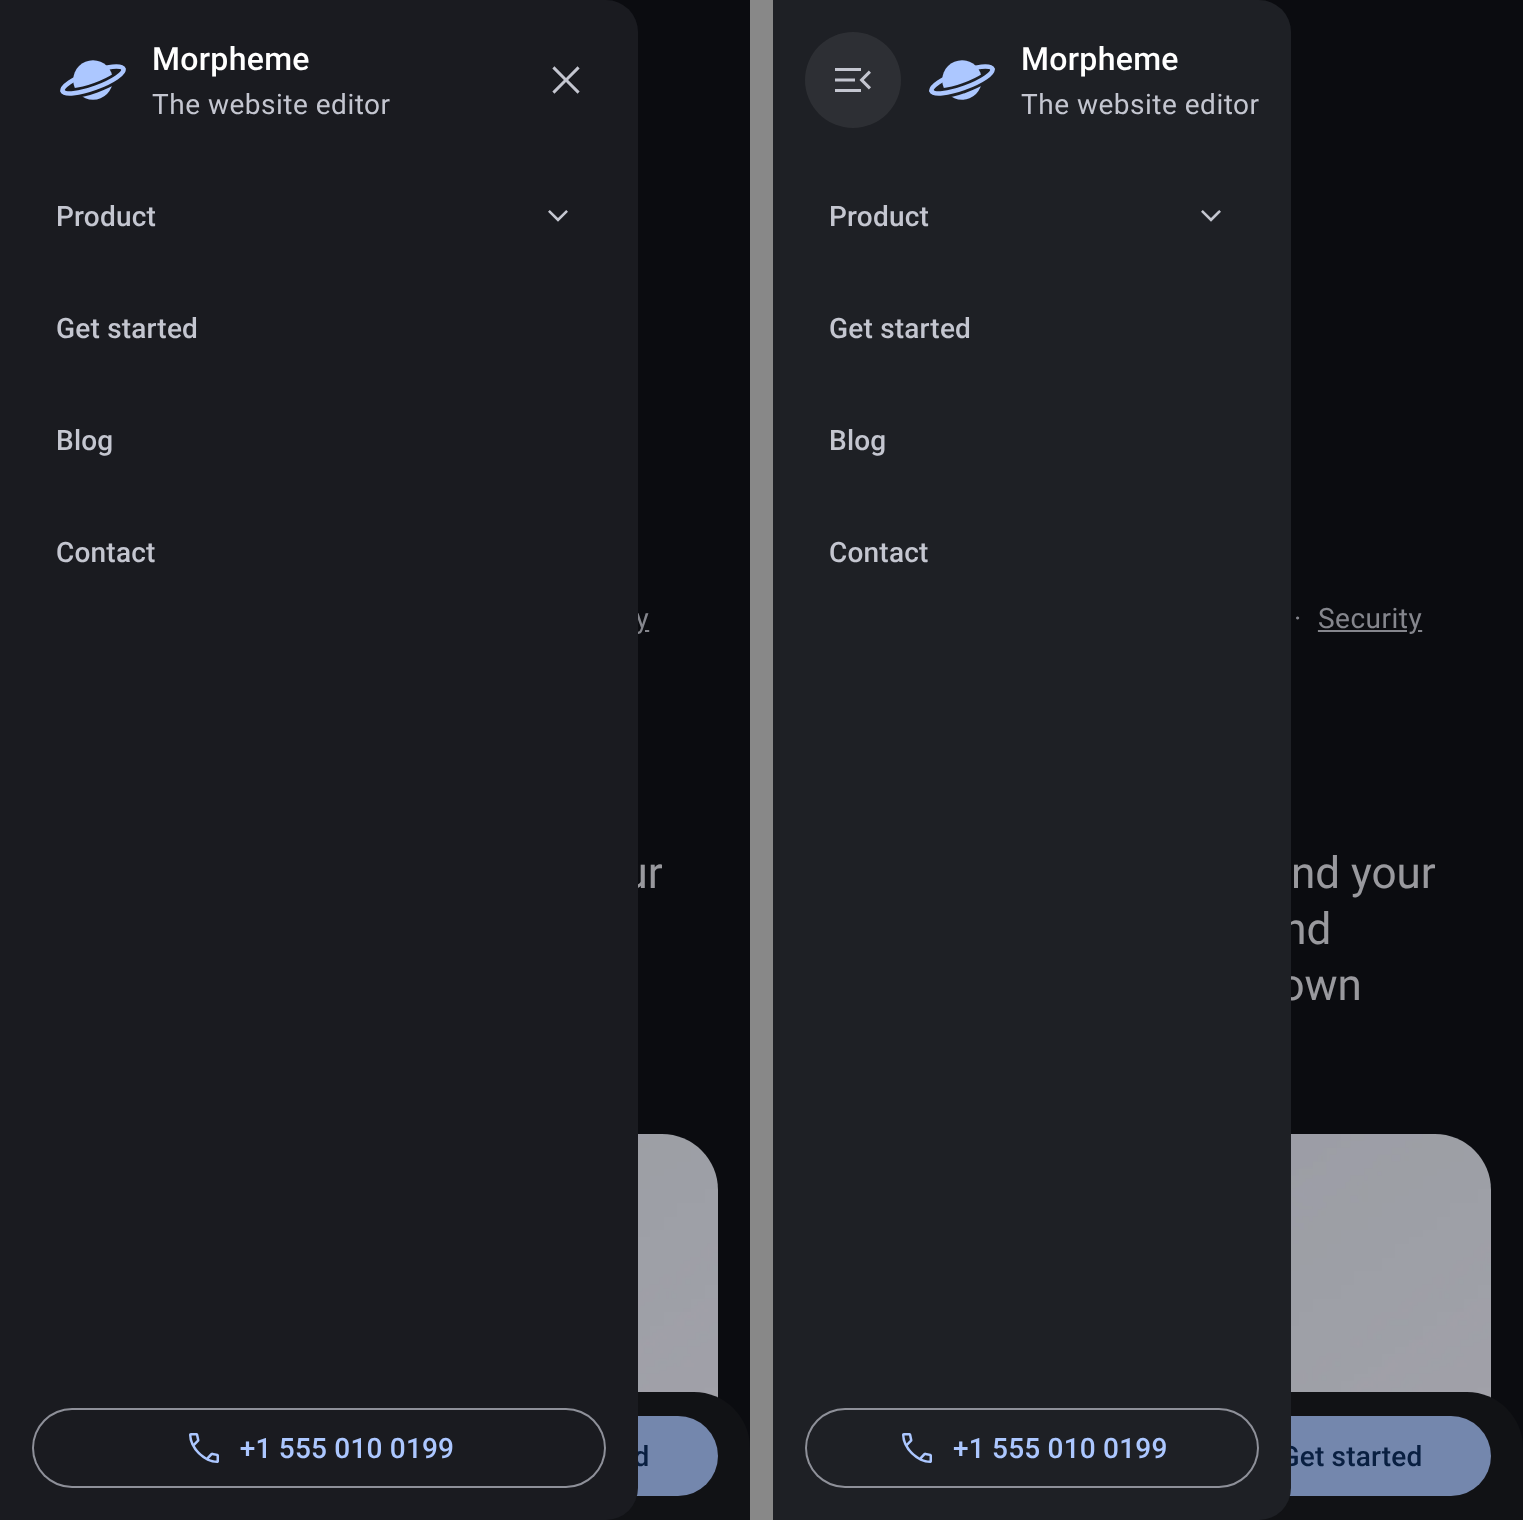 Morpheme
The website editor
Product
Get started
Blog
Contact
y
ur
+1 555 010 0199
d
Morpheme
The website editor
Product
Get started
Blog
Contact
· Security
nd your
nd
own
+1 555 010 0199
Get started